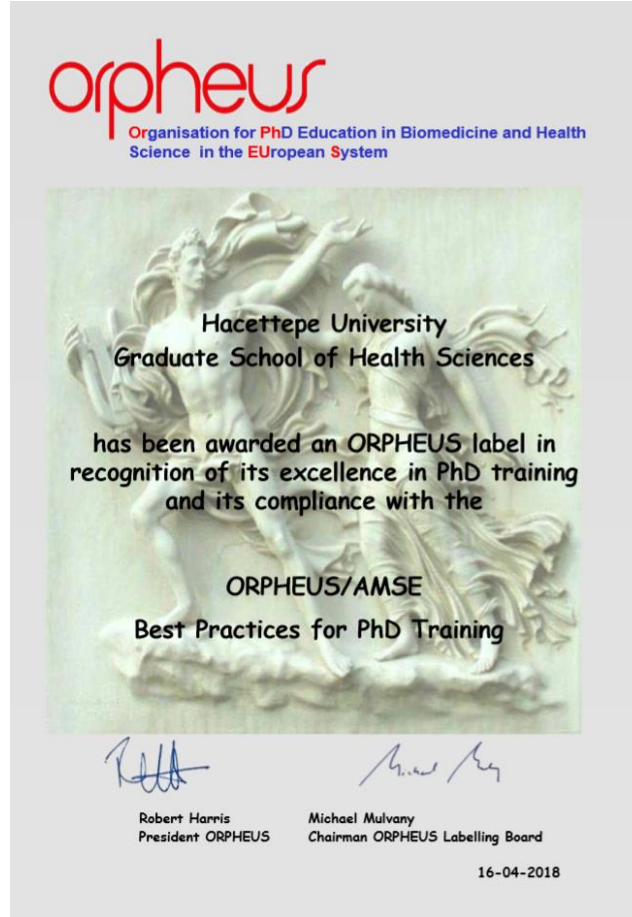 orpheus
Organisation for PhD Education in Biomedicine and Health
Science in the EUropean System
Hacettepe University
Graduate School of Health Sciences
has been awarded an ORPHEUS label in
recognition of its excellence in PhD training
and its compliance with the
ORPHEUS/AMSE
Best Practices for PhD Training
Robert Harris
President ORPHEUS
Michael Mulvany
Chairman ORPHEUS Labelling Board
16-04-2018